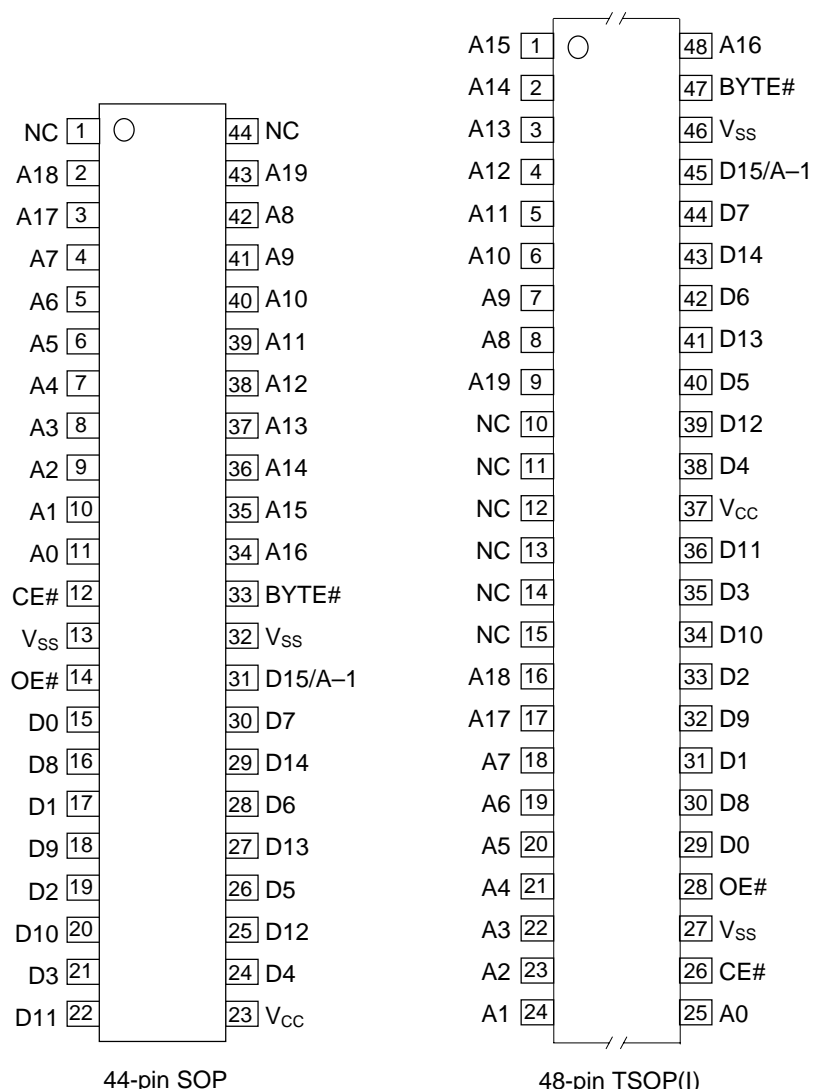 NC 1 44 NC
A18 2 43 A19
A17 3 42 A8
A7 4 41 A9
A6 5 40 A10
A5 6 39 A11
A4 7 38 A12
A3 8 37 A13
A2 9 36 A14
A1 10 35 A15
A0 11 34 A16
CE# 12 33 BYTE#
VSS 13 32 VSS
OE# 14 31 D15/A–1
D0 15 30 D7
D8 16 29 D14
D1 17 28 D6
D9 18 27 D13
D2 19 26 D5
D10 20 25 D12
D3 21 24 D4
D11 22 23 VCC
44-pin SOP
A15 1 48 A16
A14 2 47 BYTE#
A13 3 46 VSS
A12 4 45 D15/A–1
A11 5 44 D7
A10 6 43 D14
A9 7 42 D6
A8 8 41 D13
A19 9 40 D5
NC 10 39 D12
NC 11 38 D4
NC 12 37 VCC
NC 13 36 D11
NC 14 35 D3
NC 15 34 D10
A18 16 33 D2
A17 17 32 D9
A7 18 31 D1
A6 19 30 D8
A5 20 29 D0
A4 21 28 OE#
A3 22 27 VSS
A2 23 26 CE#
A1 24 25 A0
48-pin TSOP(I)